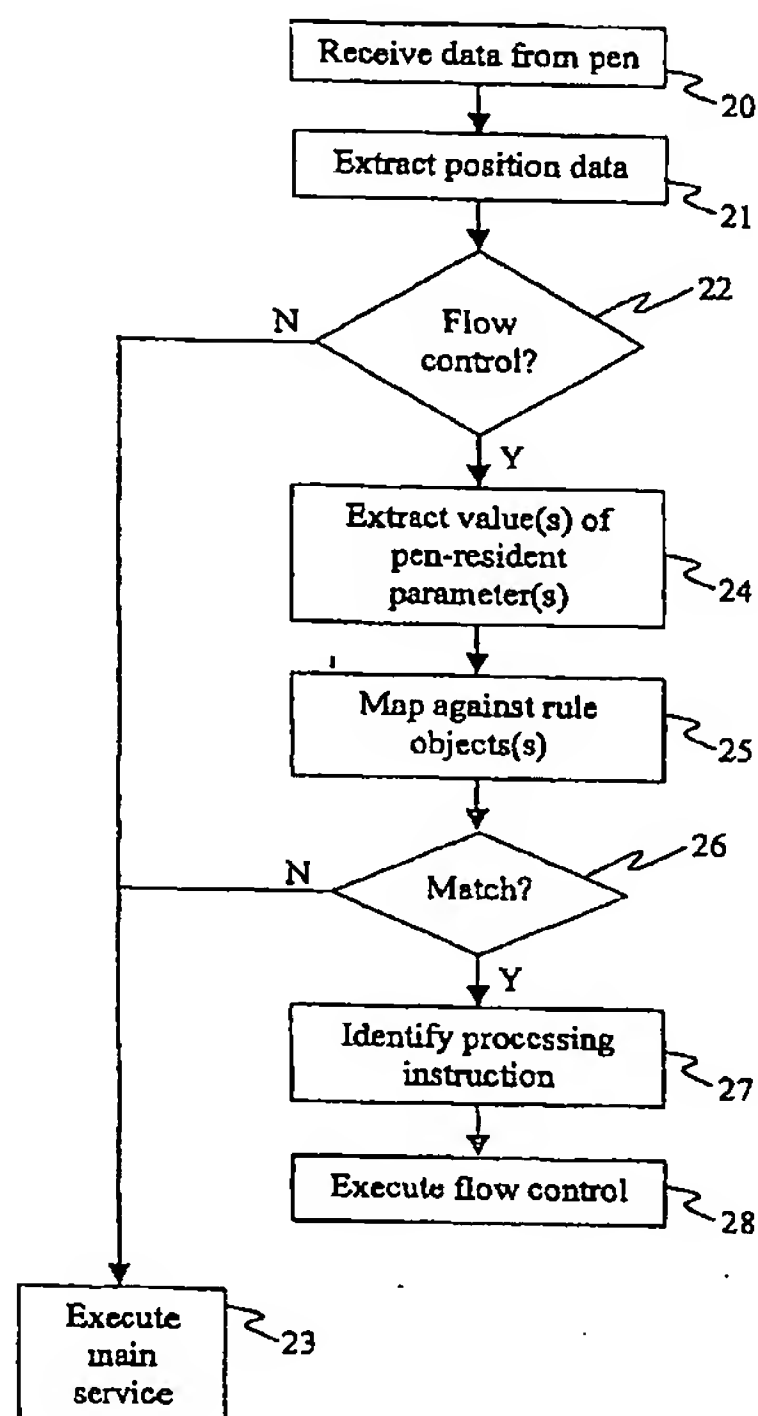 Receive data from pen
20
Extract position data
21
22
Flow
control?
N
Y
Extract value(s) of
pen-resident
parameter(s)
24
Map against rule
objects(s)
25
26
Match?
N
Y
Identify processing
instruction
27
Execute flow control
28
Execute
main
service
23